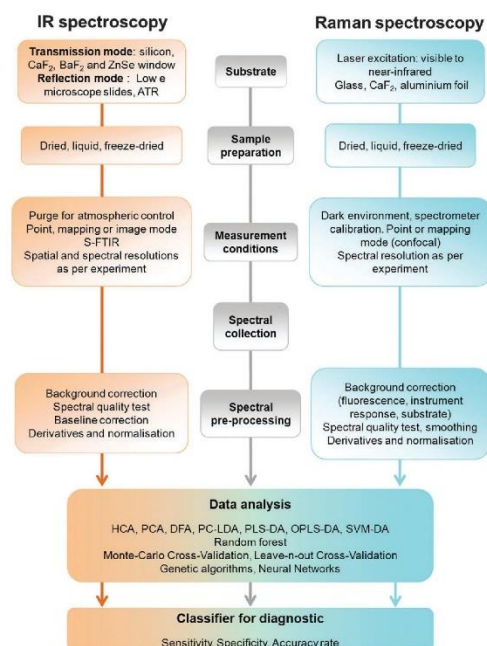 IR spectroscopy
Transmission mode: silicon,
CaF₂, BaF₂ and ZnSe window
Reflection mode : Low e
microscope slides, ATR
Dried, liquid, freeze-dried
Purge for atmospheric control
Point, mapping or image mode
S-FTIR
Spatial and spectral resolutions
as per experiment
Background correction
Spectral quality test
Baseline correction
Derivatives and normalisation
Substrate
Sample
preparation
Measurement
conditions
Spectral
collection
Spectral
pre-processing
Raman spectroscopy
Laser excitation: visible to
near-infrared
Glass, CaF₂, aluminium foil
Dried, liquid, freeze-dried
Dark environment, spectrometer
calibration. Point or mapping
mode (confocal)
Spectral resolution as per
experiment
Background correction
(fluorescence, instrument
response, substrate)
Spectral quality test, smoothing
Derivatives and normalisation
Data analysis
HCA, PCA, DFA, PC-LDA, PLS-DA, OPLS-DA, SVM-DA
Random forest
Monte-Carlo Cross-Validation, Leave-n-out Cross-Validation
Genetic algorithms, Neural Networks
Classifier for diagnostic
Sensitivity, Specificity, Accuracy rate